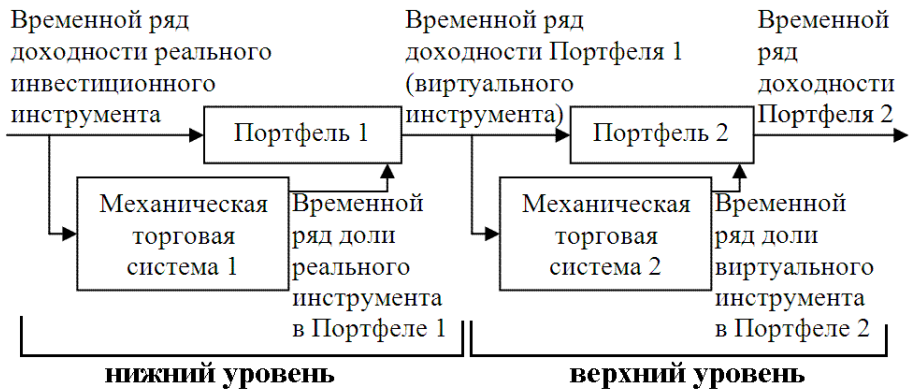 Временной ряд
доходности реального
инвестиционного
инструмента
Временной ряд
доходности Портфеля 1
(виртуального
инструмента)
Временной
ряд
доходности
Портфеля 2
Портфель 1
Портфель 2
Механическая
торговая
система 1
Временной
ряд доли
реального
инструмента
в Портфеле 1
Механическая
торговая
система 2
Временной
ряд доли
виртуального
инструмента
в Портфеле 2
нижний уровень
верхний уровень